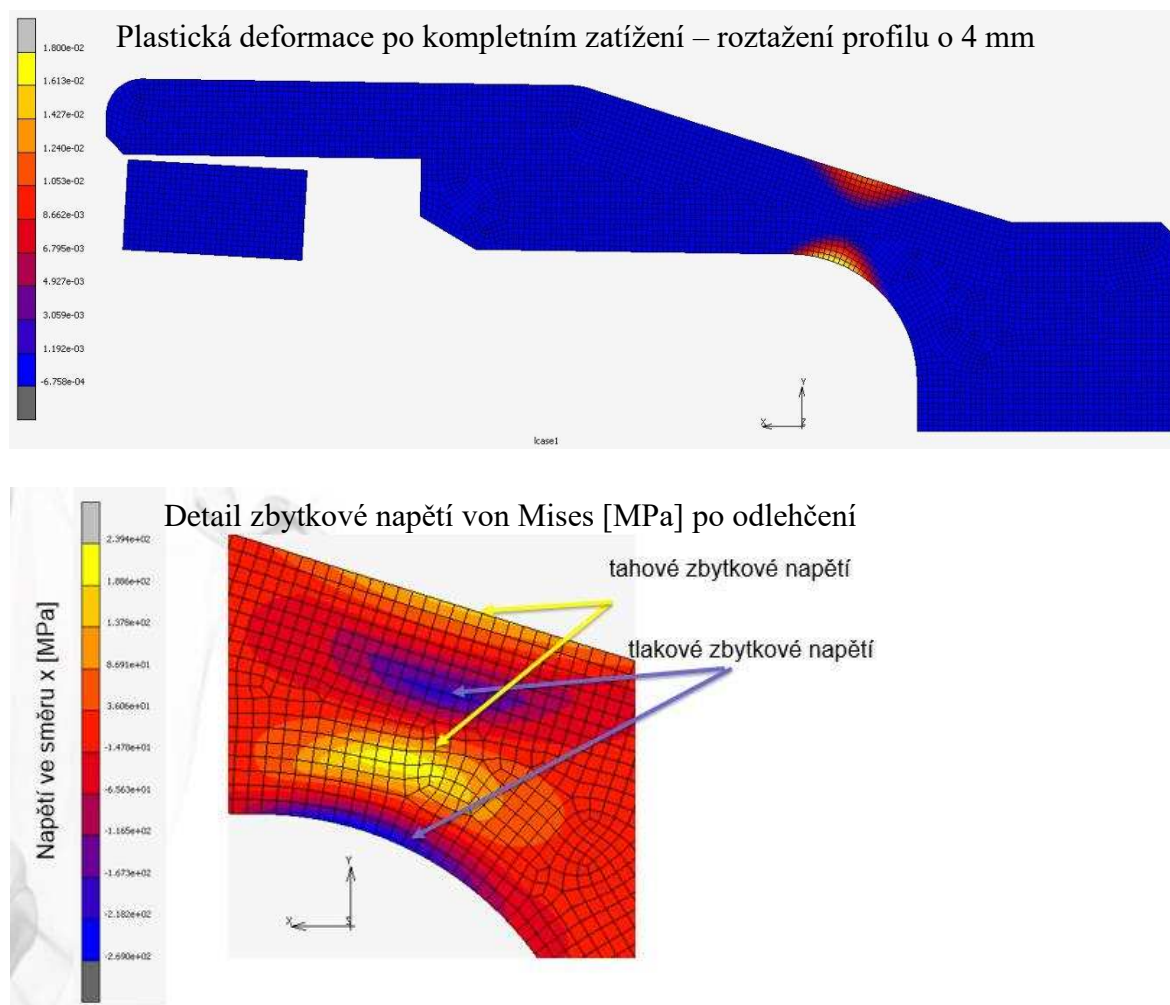 Plastická deformace po kompletním zatížení – roztažení profilu o 4 mm
1.800e-02
1.613e-02
1.427e-02
1.240e-02
1.053e-02
8.662e-03
6.795e-03
4.927e-03
3.059e-03
1.192e-03
-6.758e-04
Y
X
Z
lcase1
Detail zbytkové napětí von Mises [MPa] po odlehčení
Napětí ve směru x [MPa]
2.394e+02
1.886e+02
1.378e+02
8.691e+01
3.606e+01
-1.478e+01
-6.563e+01
-1.165e+02
-1.673e+02
-2.182e+02
-2.690e+02
tahové zbytkové napětí
tlakové zbytkové napětí
Y
X